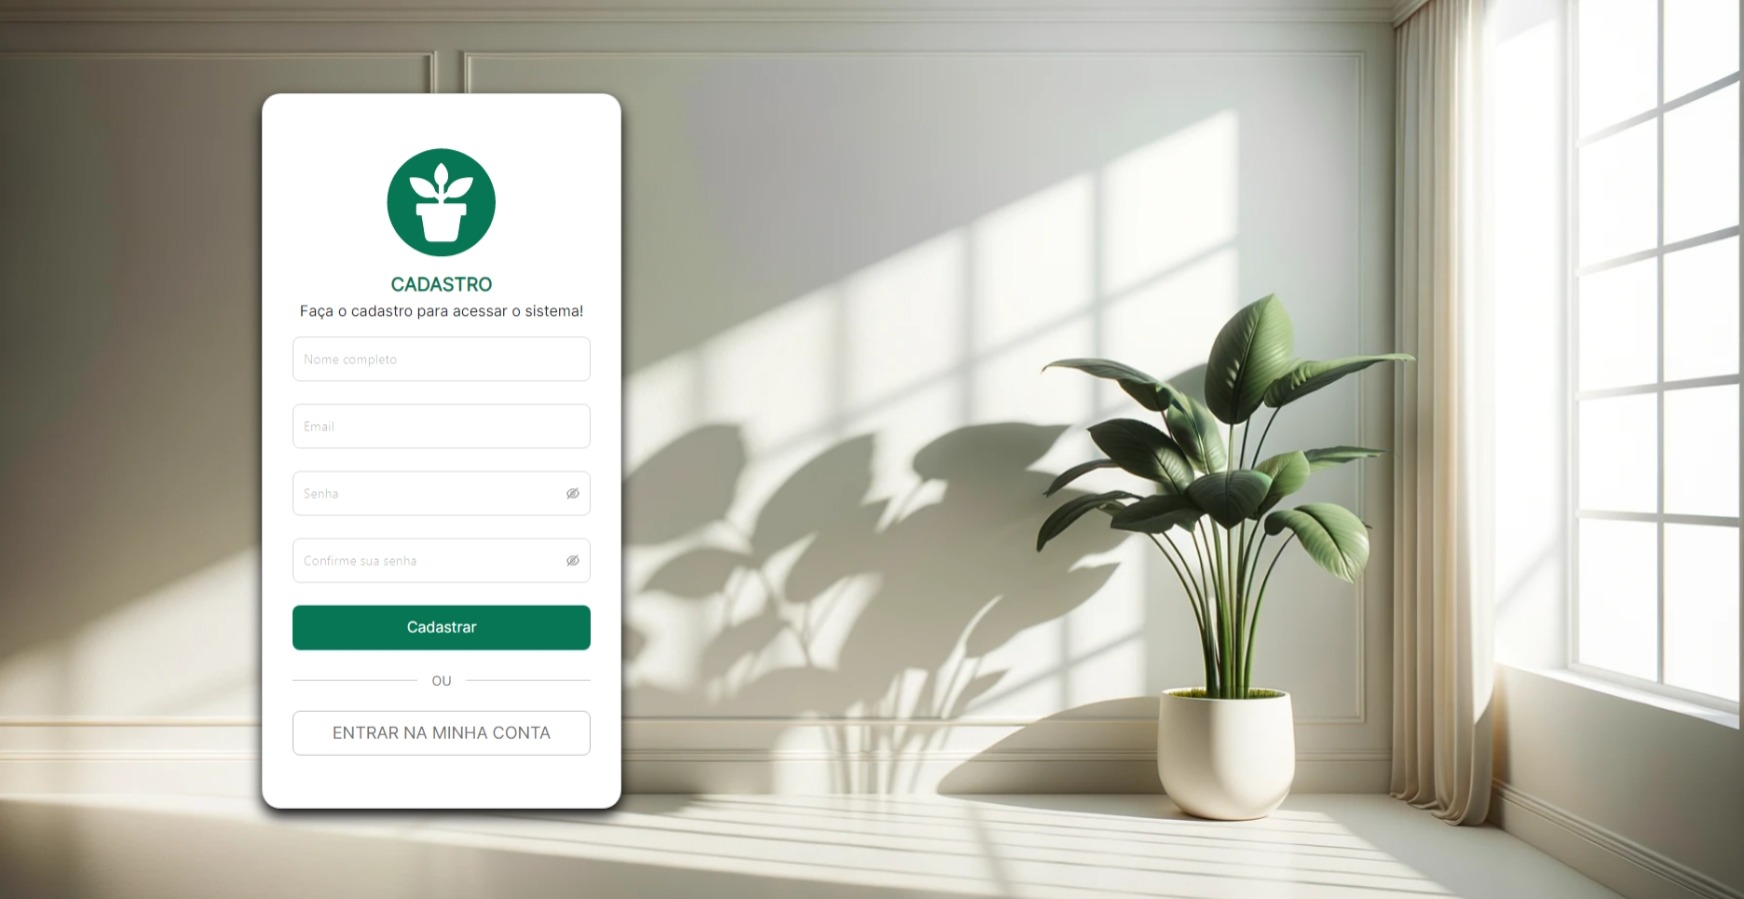 CADASTRO
Faça o cadastro para acessar o sistema!
Nome completo
Email
Senha
Confirme sua senha
Cadastrar
OU
ENTRAR NA MINHA CONTA